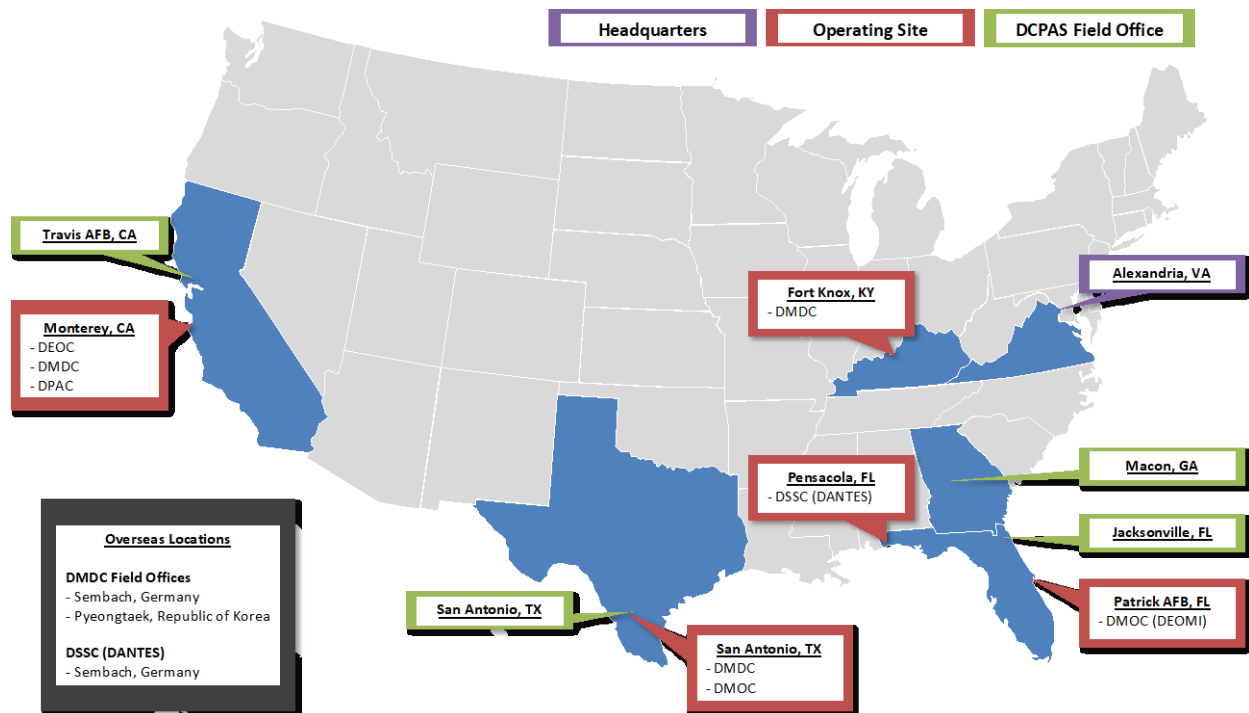 Headquarters
Operating Site
DCPAS Field Office
Travis AFB, CA
Monterey, CA
- DEOC
- DMDC
- DPAC
Fort Knox, KY
- DMDC
Alexandria, VA
Pensacola, FL
- DSSC (DANTES)
Macon, GA
Jacksonville, FL
Patrick AFB, FL
- DMOC (DEOMI)
San Antonio, TX
San Antonio, TX
- DMDC
- DMOC
Overseas Locations
DMDC Field Offices
- Sembach, Germany
- Pyeongtaek, Republic of Korea
DSSC (DANTES)
- Sembach, Germany